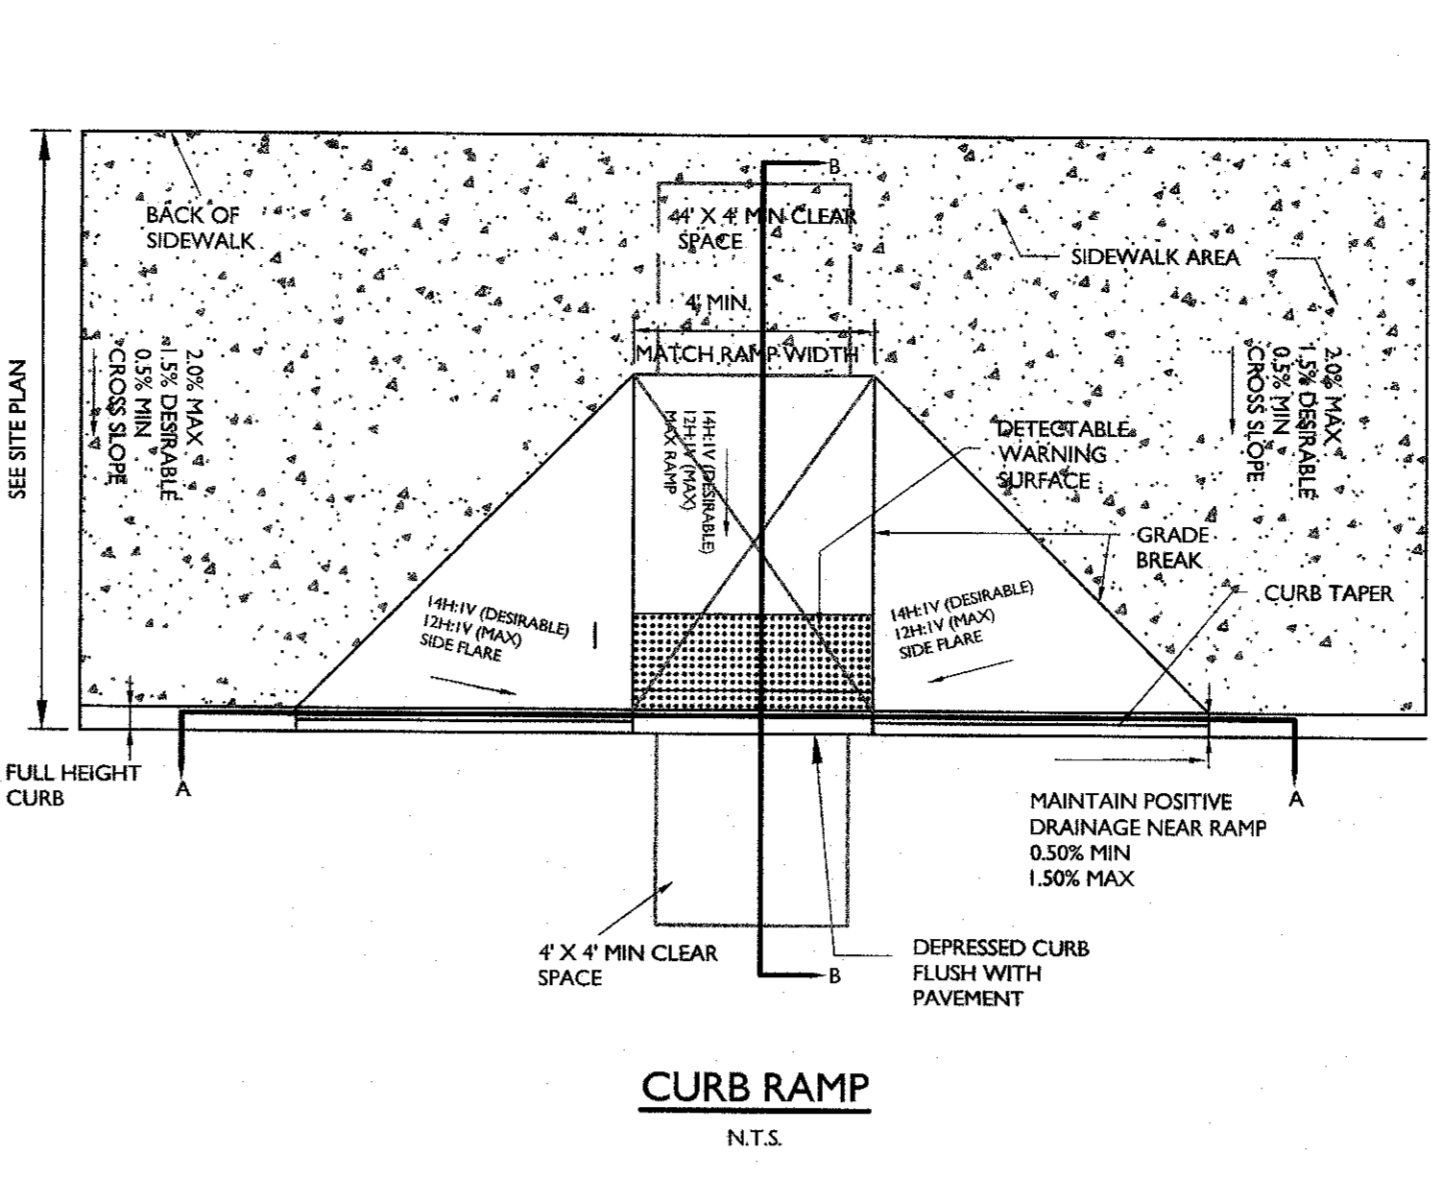 B
BACK OF
SIDEWALK
44' X 4' MIN CLEAR
SPACE
SIDEWALK AREA
4' MIN.
MATCH RAMP WIDTH
SEE SITE PLAN
2.0% MAX
1.5% DESIRABLE
0.5% MIN
CROSS SLOPE
14H:1V (DESIRABLE)
12H:1V (MAX)
MAX RAMP
2.0% MAX
1.5% DESIRABLE
0.5% MIN
CROSS SLOPE
DETECTABLE
WARNING
SURFACE
GRADE
BREAK
CURB TAPER
14H:1V (DESIRABLE)
12H:1V (MAX)
SIDE FLARE
14H:1V (DESIRABLE)
12H:1V (MAX)
SIDE FLARE
FULL HEIGHT
CURB
A
A
MAINTAIN POSITIVE
DRAINAGE NEAR RAMP
0.50% MIN
1.50% MAX
4' X 4' MIN CLEAR
SPACE
B
DEPRESSED CURB
FLUSH WITH
PAVEMENT
CURB RAMP
N.T.S.